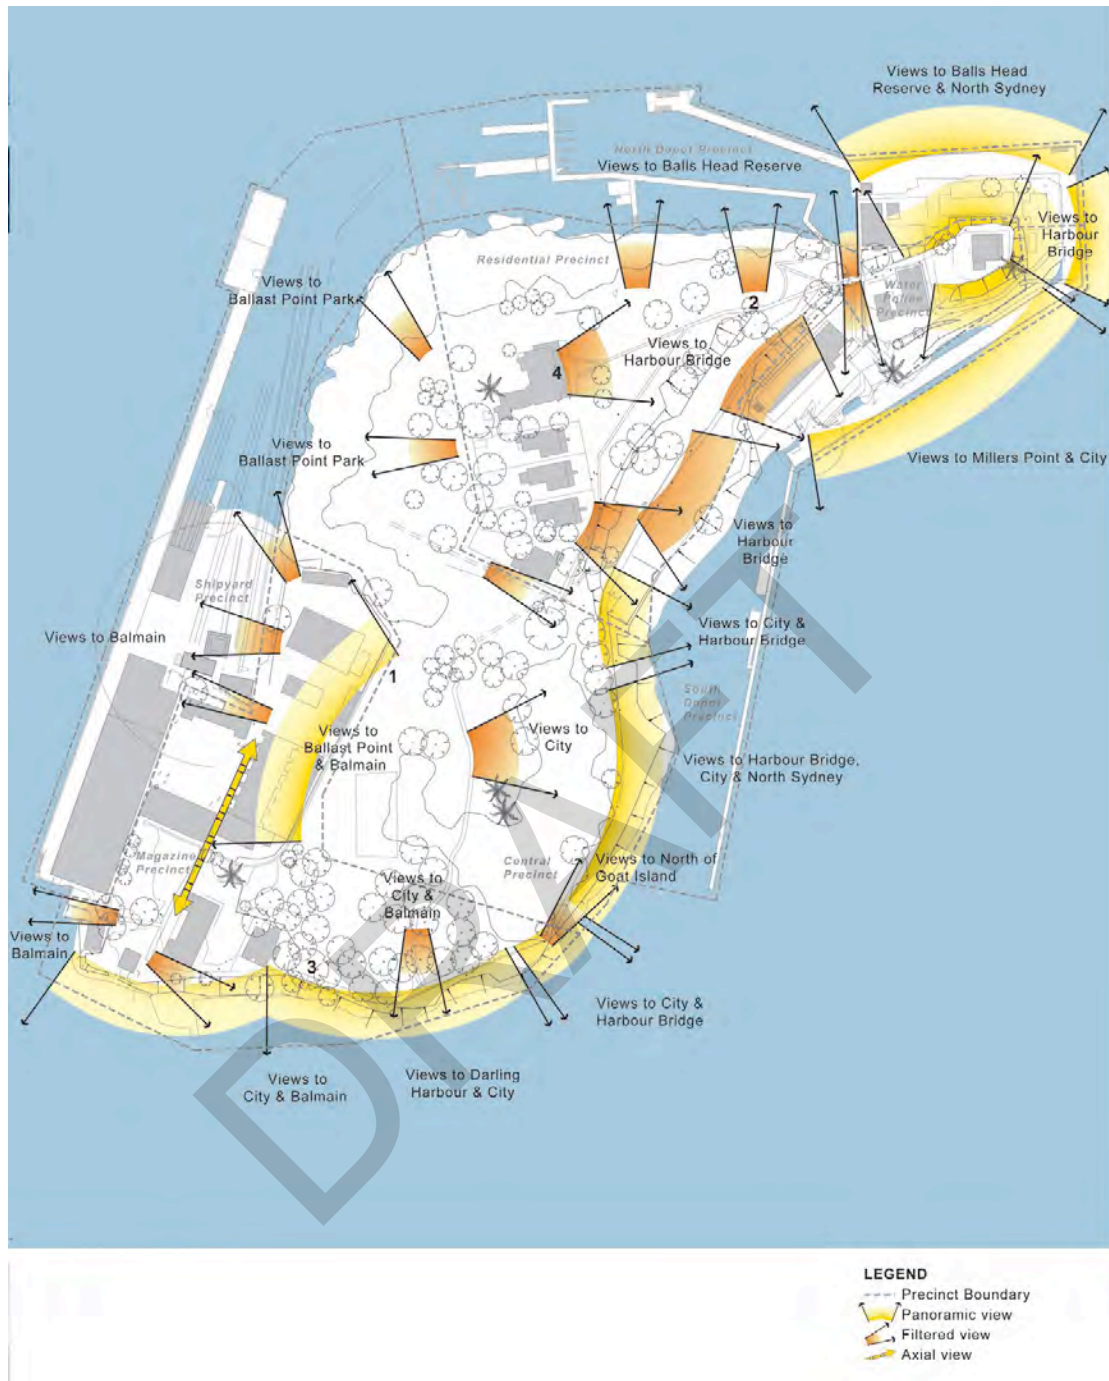 Views to Balls Head
Reserve & North Sydney
North Depot Precinct
Views to Balls Head Reserve
Views to
Harbour
Bridge
Residential Precinct
Views to
Ballast Point Park
Water
Police
Precinct
2
Views to
Harbour Bridge
4
Views to
Ballast Point Park
Views to Millers Point & City
Views to
Harbour
Bridge
Shipyard
Precinct
Views to Balmain
Views to City &
Harbour Bridge
1
South
Depot
Precinct
Views to
Ballast Point
& Balmain
Views to
City
Views to Harbour Bridge,
City & North Sydney
Magazine
Precinct
Central
Precinct
Views to North of
Goat Island
Views to
City &
Balmain
Views to
Balmain
3
Views to City &
Harbour Bridge
Views to
City & Balmain
Views to Darling
Harbour & City
DRAFT
LEGEND
Precinct Boundary
Panoramic view
Filtered view
Axial view